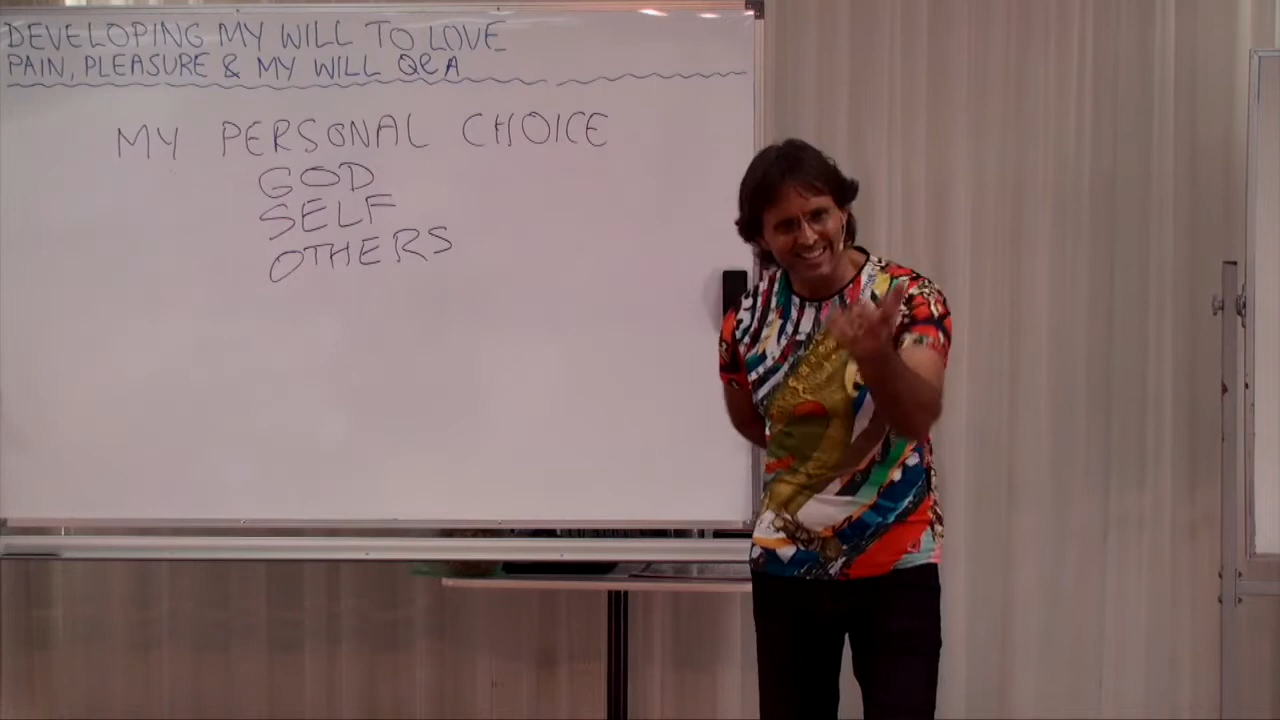 DEVELOPING MY WILL TO LOVE
PAIN, PLEASURE & MY WILL Q&A
MY PERSONAL CHOICE
GOD
SELF
OTHERS